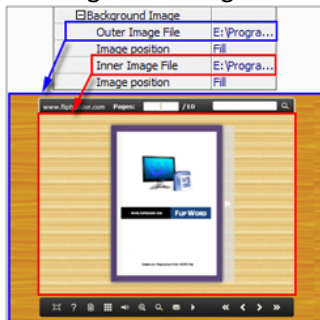 Background Image
Outer Image File E:\Progra...
Image position Fill
Inner Image File E:\Progra...
Image position Fill
Pages: 1 /10
FLIP WORD